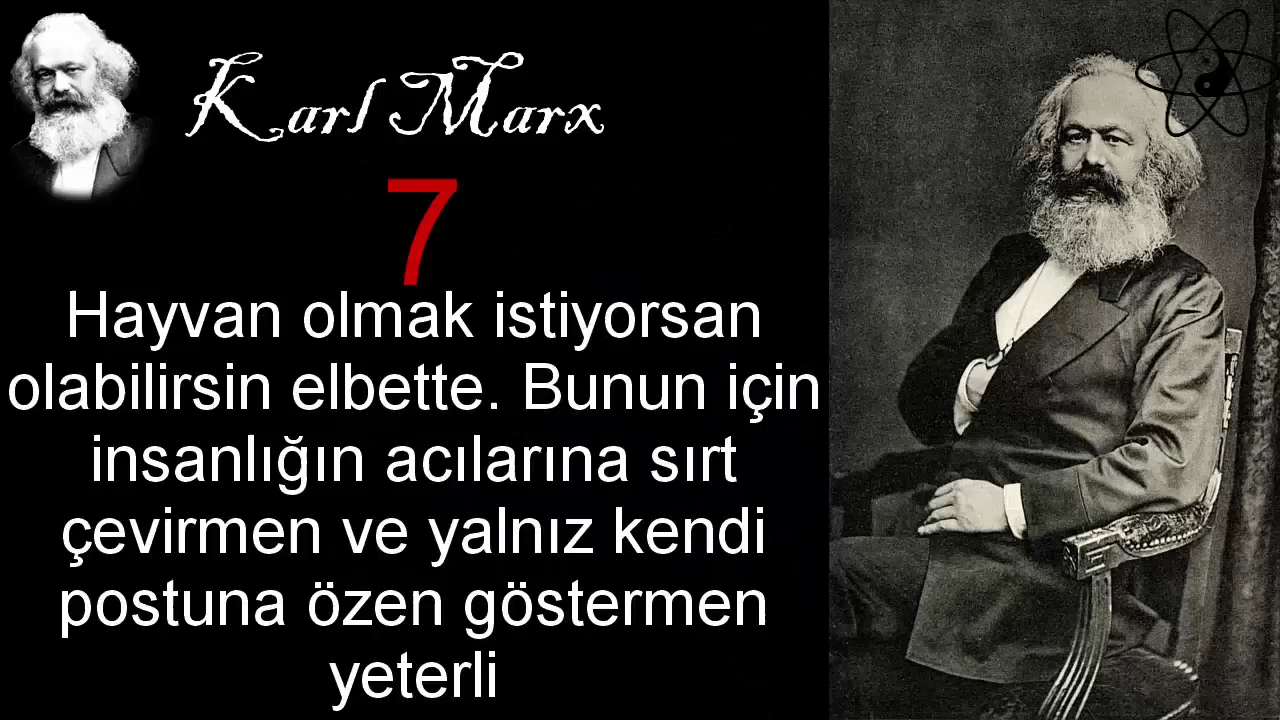 Karl Marx
7
Hayvan olmak istiyorsan
olabilirsin elbette. Bunun için
insanlığın acılarına sırt
çevirmen ve yalnız kendi
postuna özen göstermen
yeterli